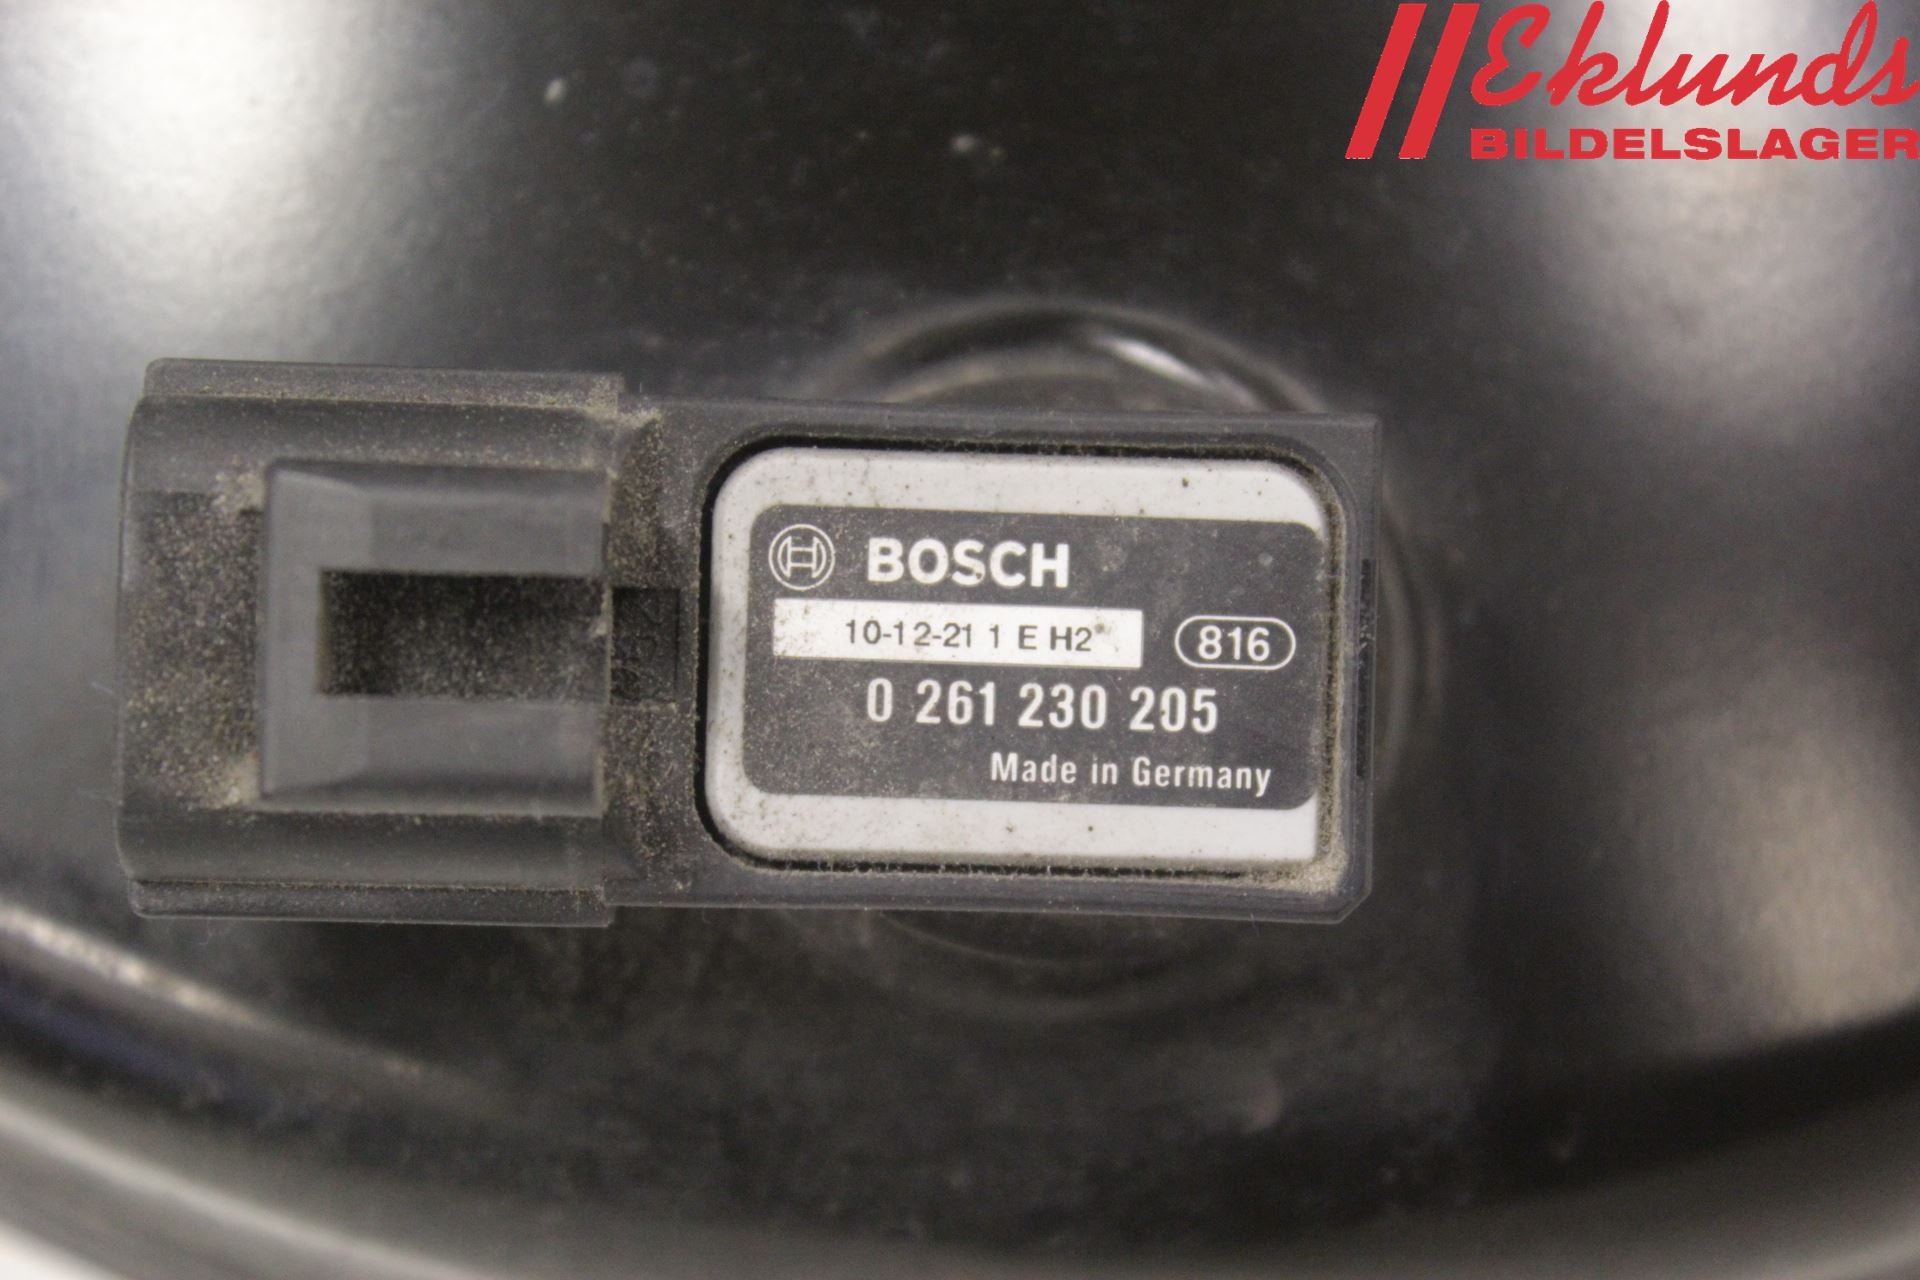 Eklunds
BILDELSLAGER
BOSCH
10-12-21 1 E H2
816
0 261 230 205
Made in Germany